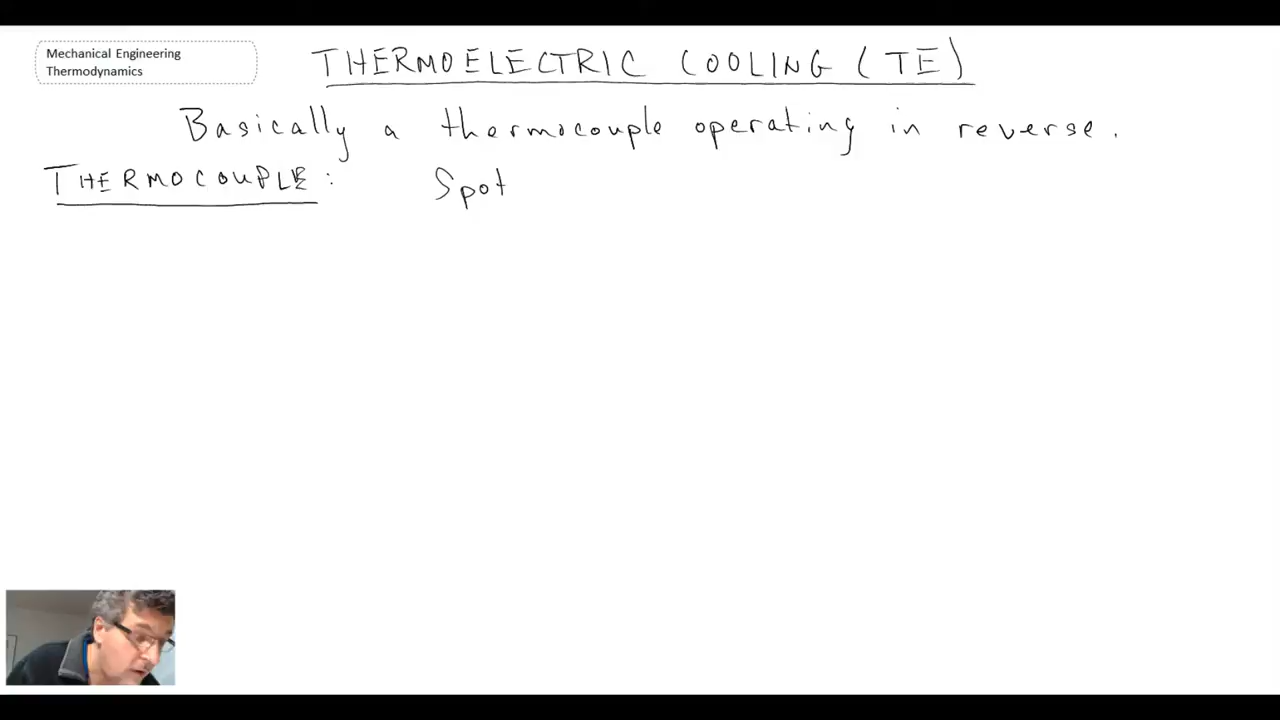 Mechanical Engineering
Thermodynamics
THERMOELECTRIC COOLING (TE)
Basically a thermocouple operating in reverse.
THERMOCOUPLE: Spot